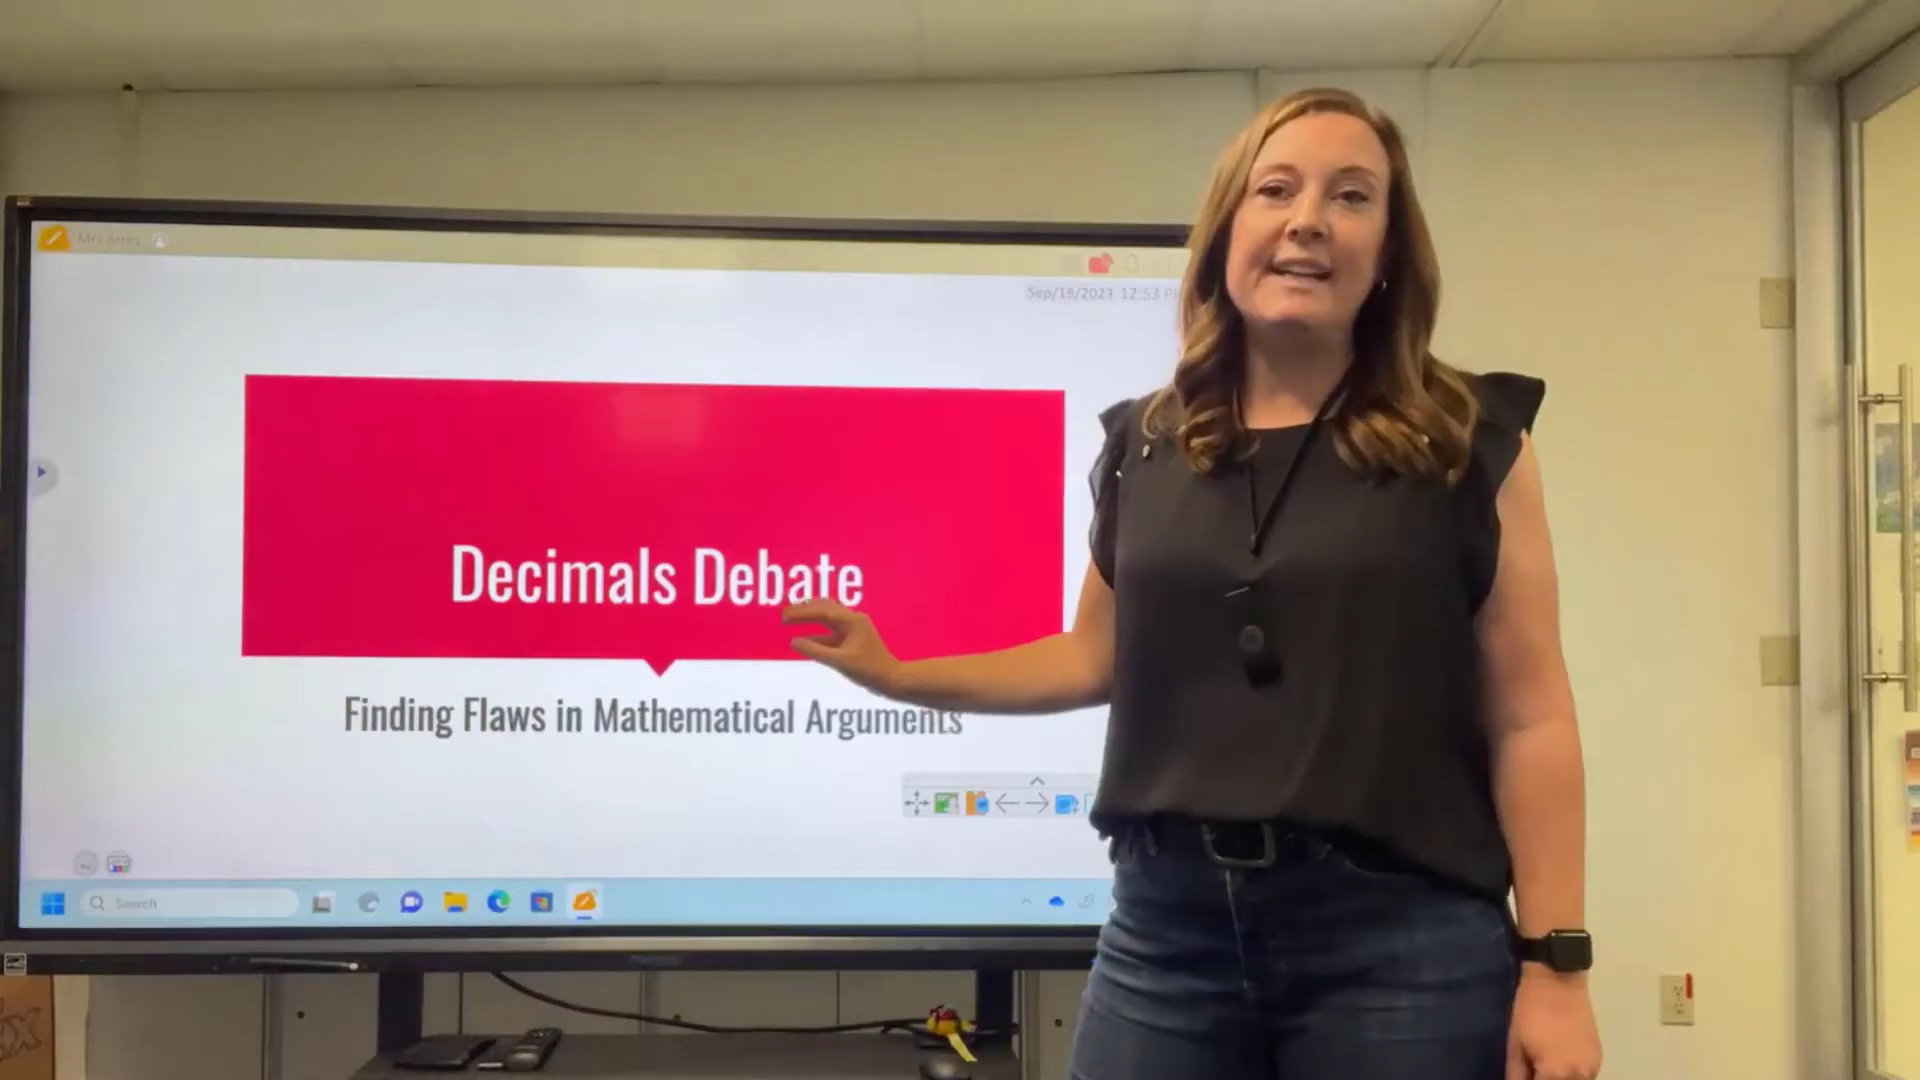 Sep/18/2023 12:53
Decimals Debate
Finding Flaws in Mathematical Arguments
Search